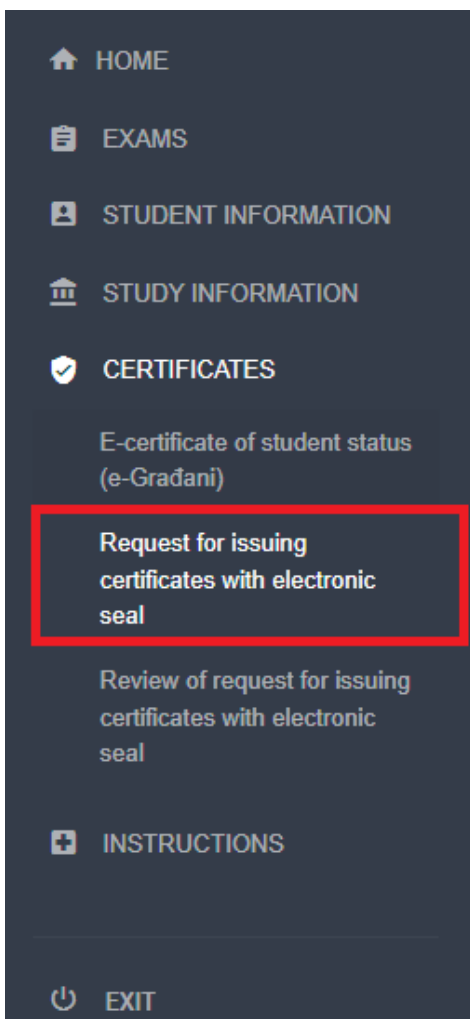 HOME
EXAMS
STUDENT INFORMATION
STUDY INFORMATION
CERTIFICATES
E-certificate of student status
(e-Građani)
Request for issuing
certificates with electronic
seal
Review of request for issuing
certificates with electronic
seal
INSTRUCTIONS
EXIT